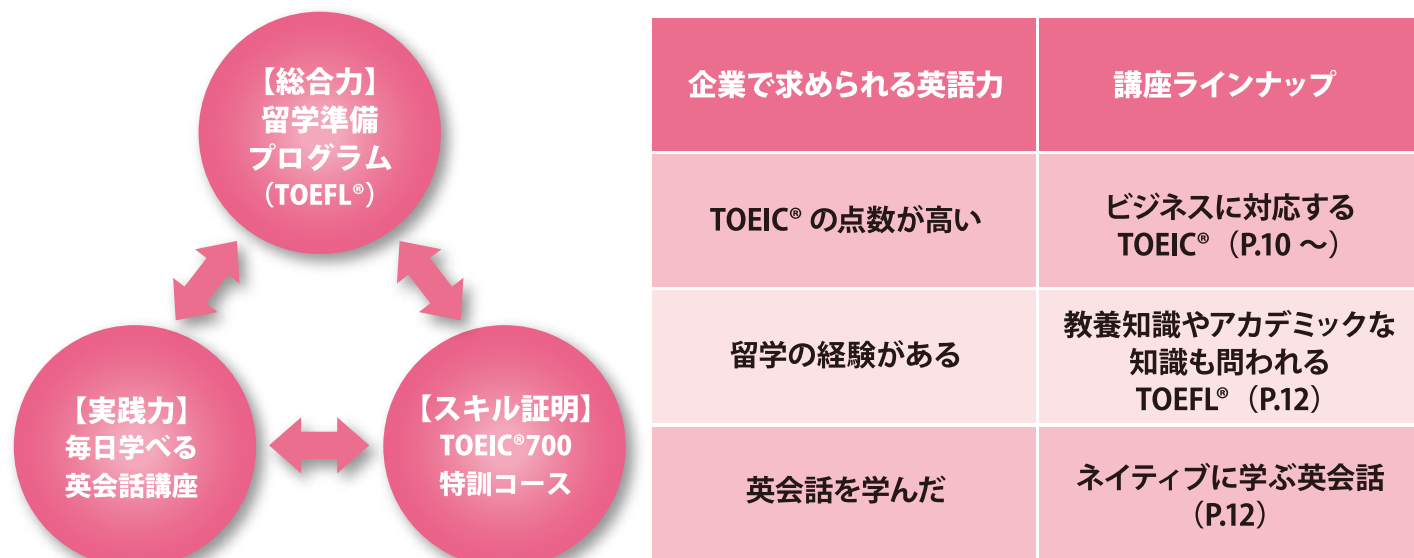 【総合力】
留学準備
プログラム
（TOEFL®）
【実践力】
毎日学べる
英会話講座
【スキル証明】
TOEIC®700
特訓コース
企業で求められる英語力
講座ラインナップ
TOEIC® の点数が高い
ビジネスに対応する
TOEIC®（P.10 ～）
留学の経験がある
教養知識やアカデミックな
知識も問われる
TOEFL®（P.12）
英会話を学んだ
ネイティブに学ぶ英会話
（P.12）